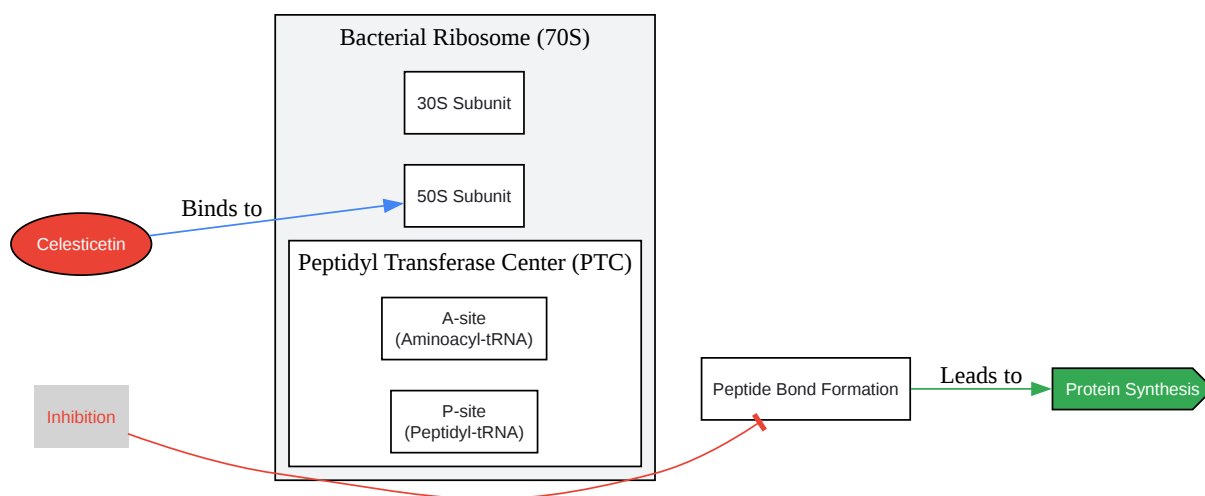 Bacterial Ribosome (70S)
30S Subunit
50S Subunit
Binds to
Celesticetin
Peptidyl Transferase Center (PTC)
A-site
(Aminoacyl-tRNA)
P-site
(Peptidyl-tRNA)
Inhibition
Peptide Bond Formation
Leads to
Protein Synthesis